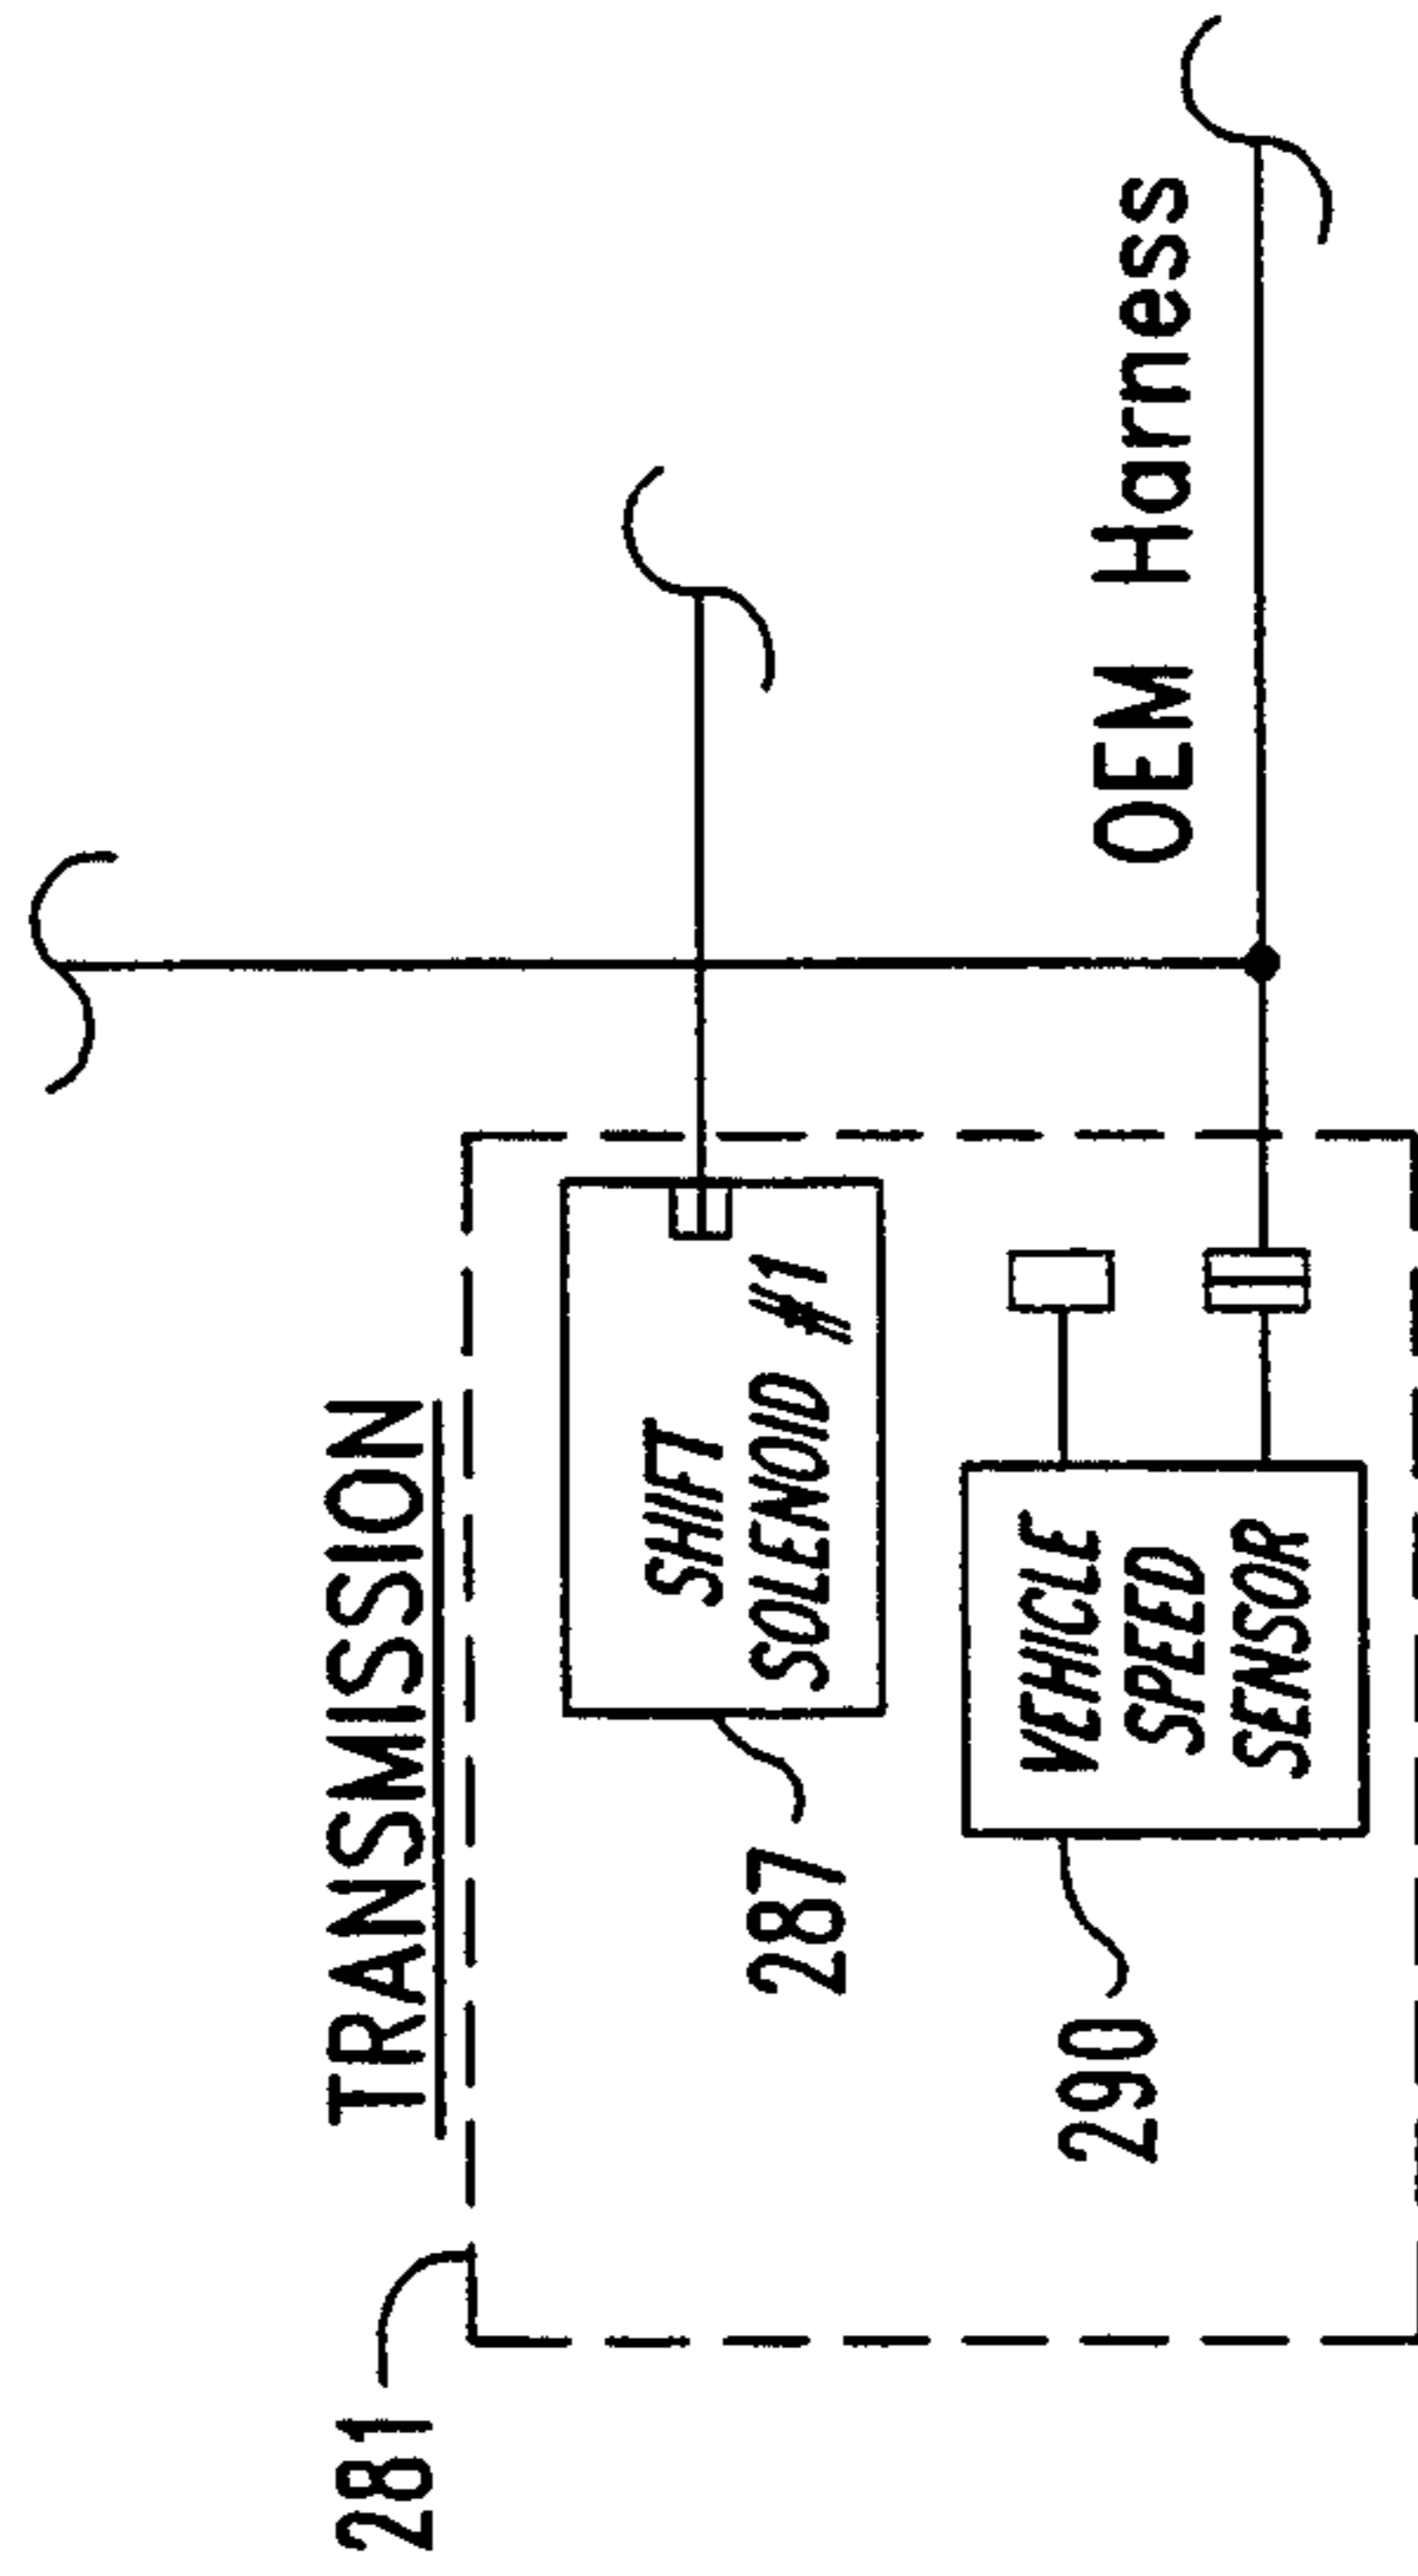 281
TRANSMISSION
SHIFT
SOLENOID #1
287
VEHICLE
SPEED
SENSOR
290
OEM Harness